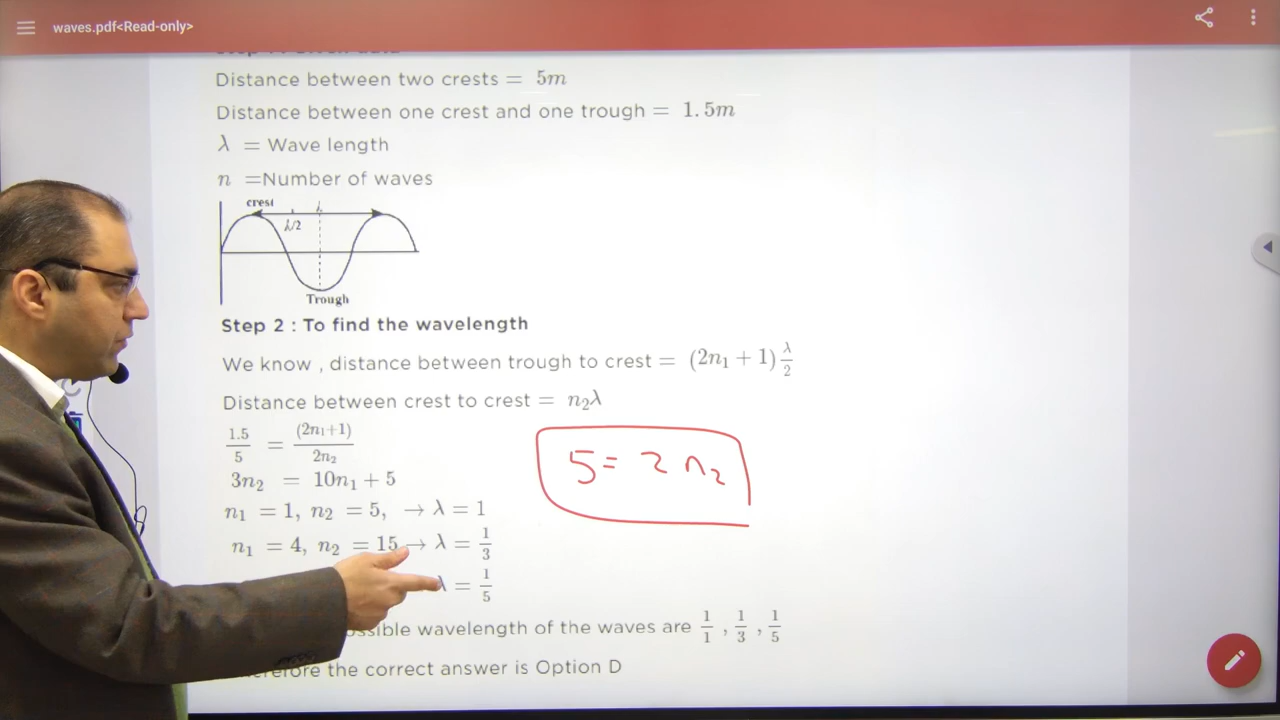 waves.pdf<Read-only>
Distance between two crests = 5m
Distance between one crest and one trough = 1.5m
λ = Wave length
n =Number of waves
crest
λ
λ/2
Trough
Step 2 : To find the wavelength
We know , distance between trough to crest = (2n₁ + 1) λ/2
Distance between crest to crest = n₂λ
1.5/5 = (2n₁+1)/2n₂
3n₂ = 10n₁ + 5
5 = 2 n₂
n₁ = 1, n₂ = 5, → λ = 1
n₁ = 4, n₂ = 15 → λ = 1/3
λ = 1/5
wavelength of the waves are 1/1 , 1/3 , 1/5
the correct answer is Option D